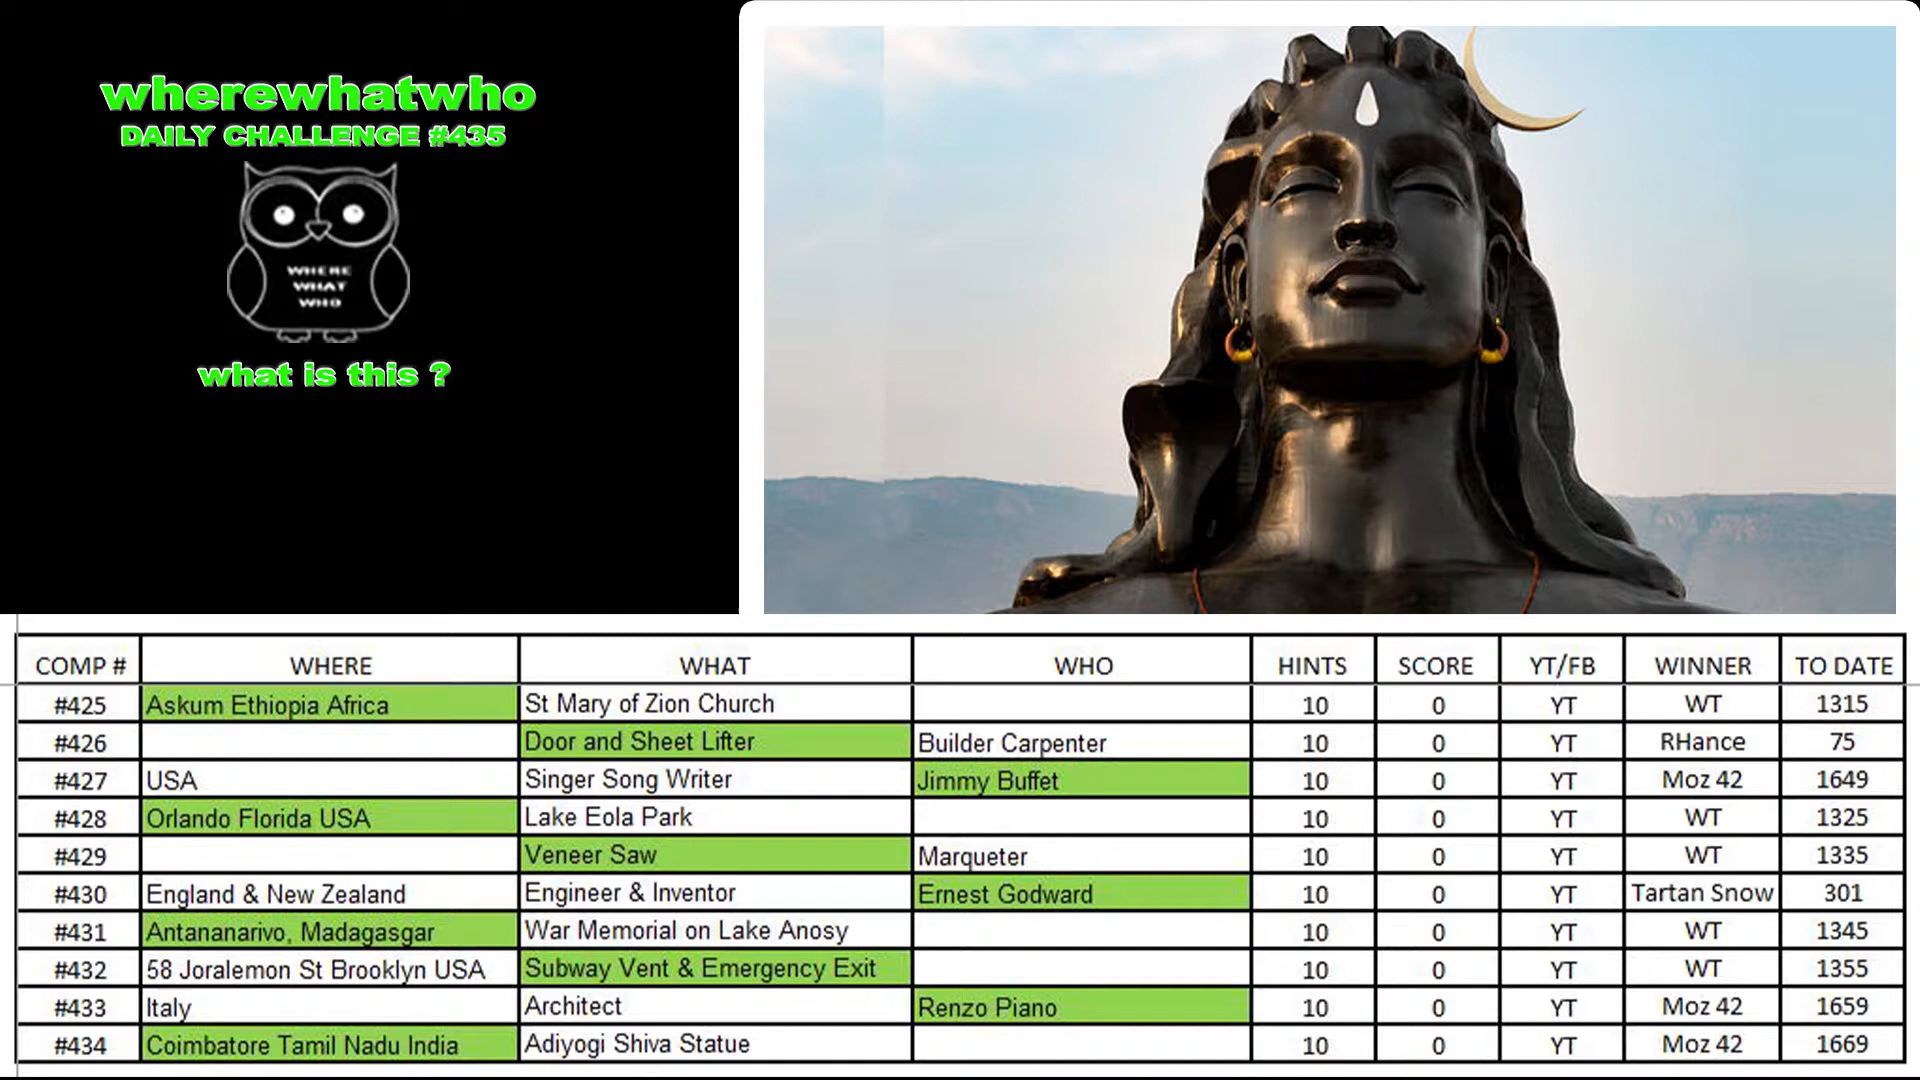 wherewhatwho
DAILY CHALLENGE #435
WHERE
WHAT
WHO
what is this ?
COMP # WHERE WHAT WHO HINTS SCORE YT/FB WINNER TO DATE
#425 Askum Ethiopia Africa St Mary of Zion Church 10 0 YT WT 1315
#426 Door and Sheet Lifter Builder Carpenter 10 0 YT RHance 75
#427 USA Singer Song Writer Jimmy Buffet 10 0 YT Moz 42 1649
#428 Orlando Florida USA Lake Eola Park 10 0 YT WT 1325
#429 Veneer Saw Marqueter 10 0 YT WT 1335
#430 England & New Zealand Engineer & Inventor Ernest Godward 10 0 YT Tartan Snow 301
#431 Antananarivo, Madagasgar War Memorial on Lake Anosy 10 0 YT WT 1345
#432 58 Joralemon St Brooklyn USA Subway Vent & Emergency Exit 10 0 YT WT 1355
#433 Italy Architect Renzo Piano 10 0 YT Moz 42 1659
#434 Coimbatore Tamil Nadu India Adiyogi Shiva Statue 10 0 YT Moz 42 1669